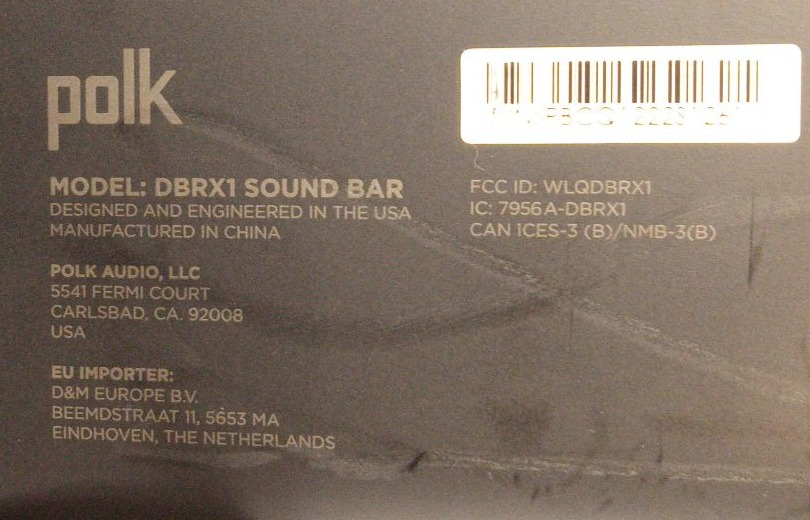 polk
MODEL: DBRX1 SOUND BAR
DESIGNED AND ENGINEERED IN THE USA
MANUFACTURED IN CHINA
POLK AUDIO, LLC
5541 FERMI COURT
CARLSBAD, CA. 92008
USA
EU IMPORTER:
D&M EUROPE B.V.
BEEMDSTRAAT 11, 5653 MA
EINDHOVEN, THE NETHERLANDS
FCC ID: WLQDBRX1
IC: 7956A-DBRX1
CAN ICES-3 (B)/NMB-3(B)